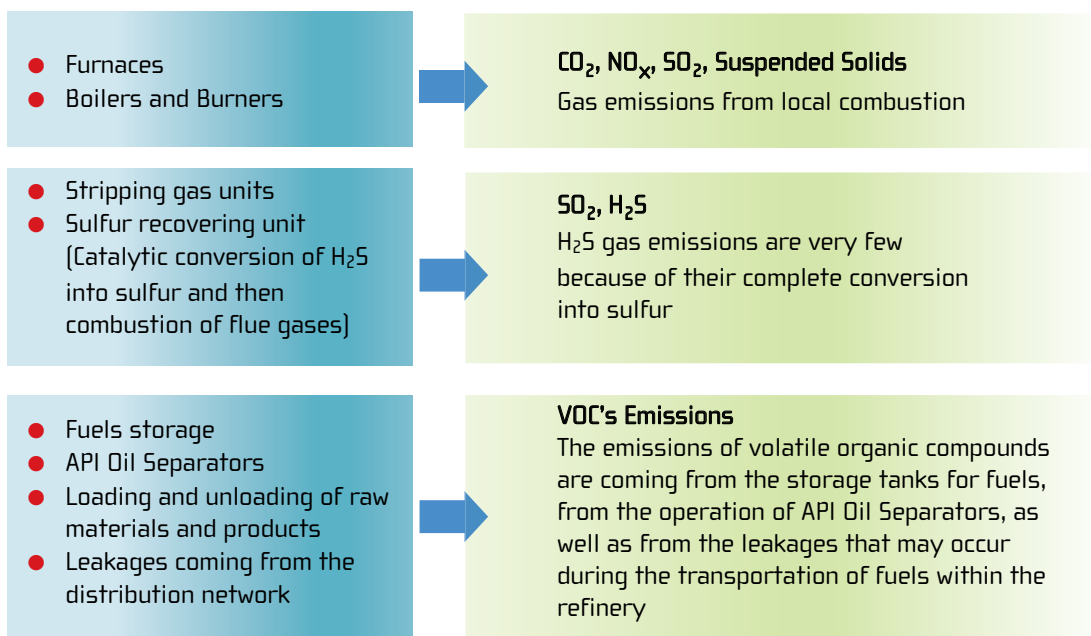 ● Furnaces
● Boilers and Burners
CO₂, NOₓ, SO₂, Suspended Solids
Gas emissions from local combustion
● Stripping gas units
● Sulfur recovering unit
(Catalytic conversion of H₂S
into sulfur and then
combustion of flue gases)
SO₂, H₂S
H₂S gas emissions are very few
because of their complete conversion
into sulfur
● Fuels storage
● API Oil Separators
● Loading and unloading of raw
materials and products
● Leakages coming from the
distribution network
VOC's Emissions
The emissions of volatile organic compounds
are coming from the storage tanks for fuels,
from the operation of API Oil Separators, as
well as from the leakages that may occur
during the transportation of fuels within the
refinery